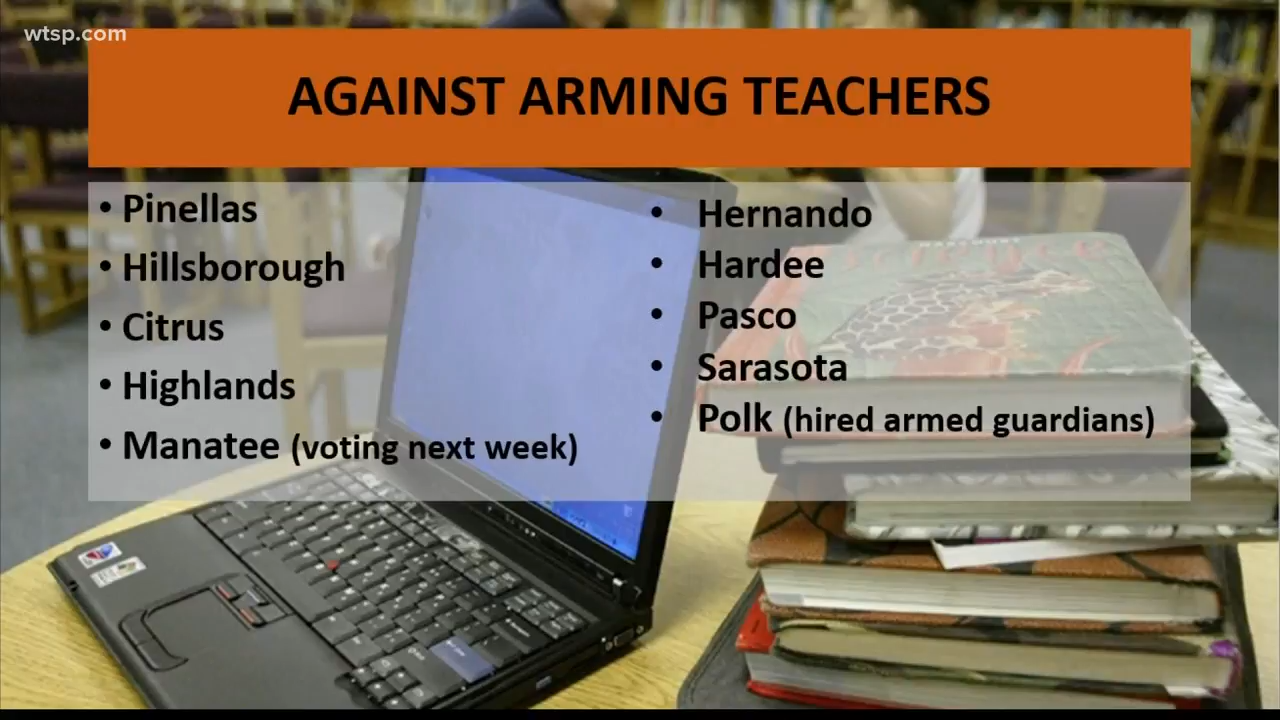 wtsp.com
AGAINST ARMING TEACHERS
• Pinellas
• Hillsborough
• Citrus
• Highlands
• Manatee (voting next week)
• Hernando
• Hardee
• Pasco
• Sarasota
• Polk (hired armed guardians)